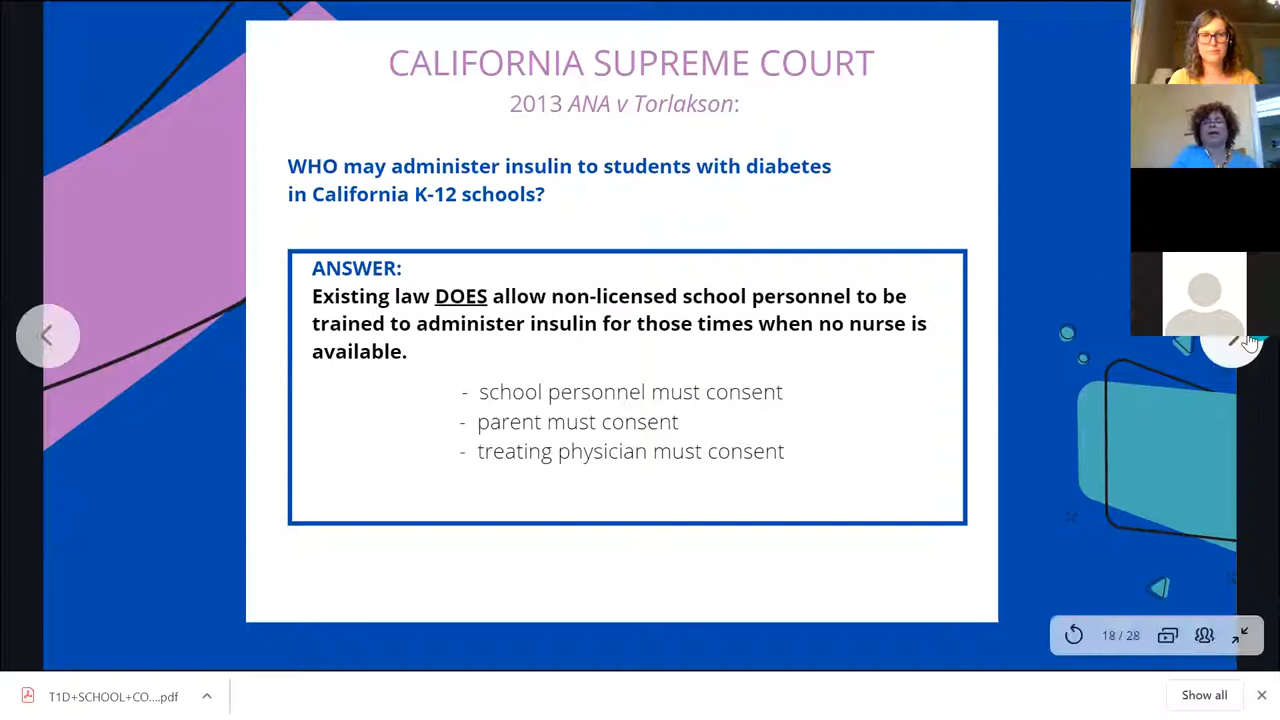 CALIFORNIA SUPREME COURT
2013 ANA v Torlakson:
WHO may administer insulin to students with diabetes
in California K-12 schools?
ANSWER:
Existing law DOES allow non-licensed school personnel to be
trained to administer insulin for those times when no nurse is
available.
- school personnel must consent
- parent must consent
- treating physician must consent
18 / 28
T1D+SCHOOL+CO....pdf
Show all